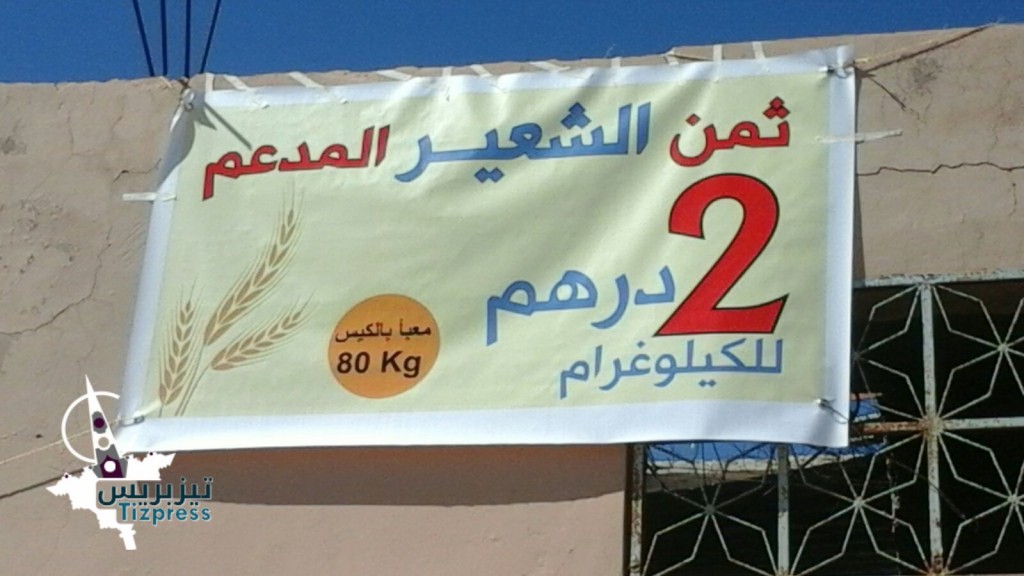 ثمن الشعير المدعم
2 درهم
للكيلوغرام
معبأ بالكيس
80 Kg
تيزبريس
Tizpress